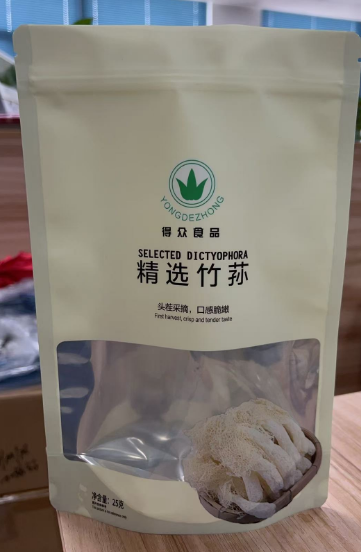 YONGDEZHONG
得众食品
SELECTED DICTYOPHORA
精选竹荪
头茬采摘，口感脆嫩
First harvest, crisp and tender taste
净含量：25克